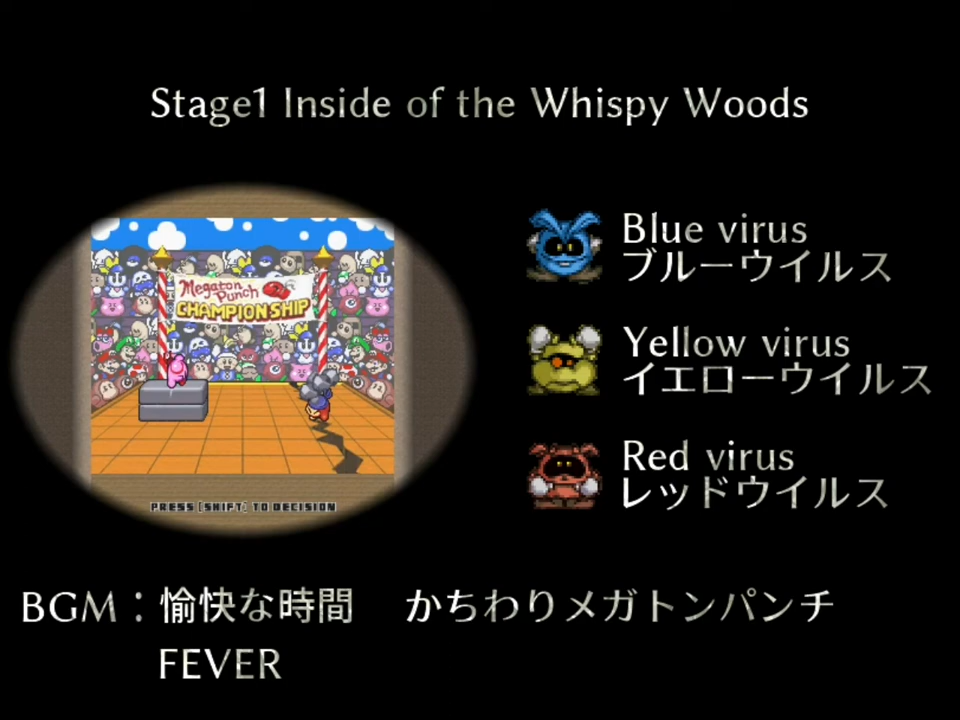 Stage1 Inside of the Whispy Woods
Megaton
Punch
CHAMPIONSHIP
PRESS [SHIFT] TO DECISION
Blue virus
ブルーウイルス
Yellow virus
イエローウイルス
Red virus
レッドウイルス
BGM：愉快な時間 かちわりメガトンパンチ
FEVER